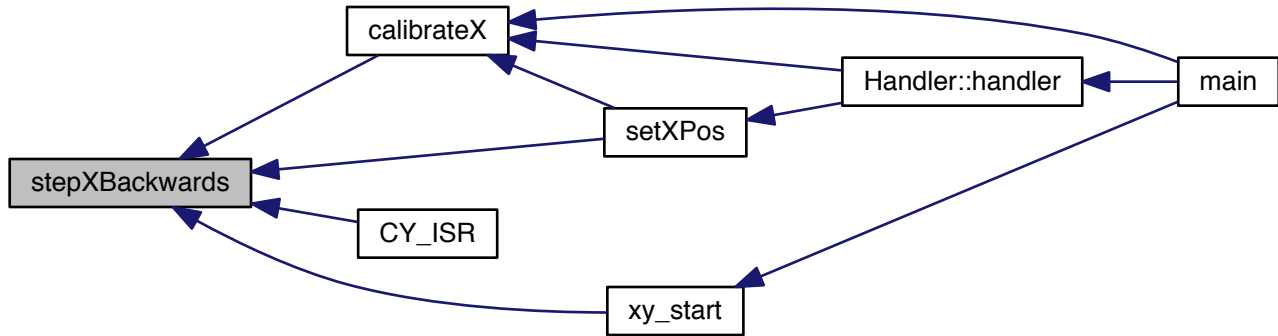 calibrateX
Handler::handler
main
setXPos
stepXBackwards
CY_ISR
xy_start